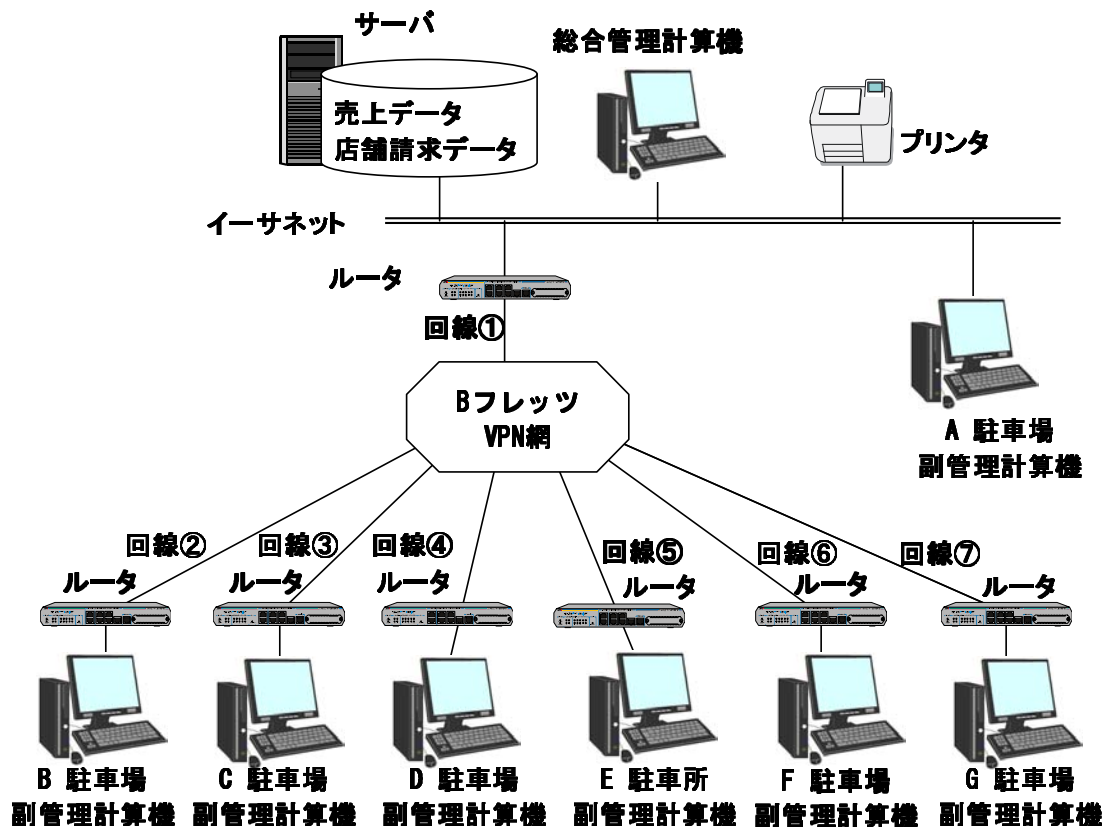 サーバ
総合管理計算機
売上データ
店舗請求データ
プリンタ
イーサネット
ルータ
回線①
Bフレッツ
VPN網
A 駐車場
副管理計算機
回線②
回線③
回線④
回線⑤
回線⑥
回線⑦
ルータ
ルータ
ルータ
ルータ
ルータ
ルータ
B 駐車場
副管理計算機
C 駐車場
副管理計算機
D 駐車場
副管理計算機
E 駐車所
副管理計算機
F 駐車場
副管理計算機
G 駐車場
副管理計算機